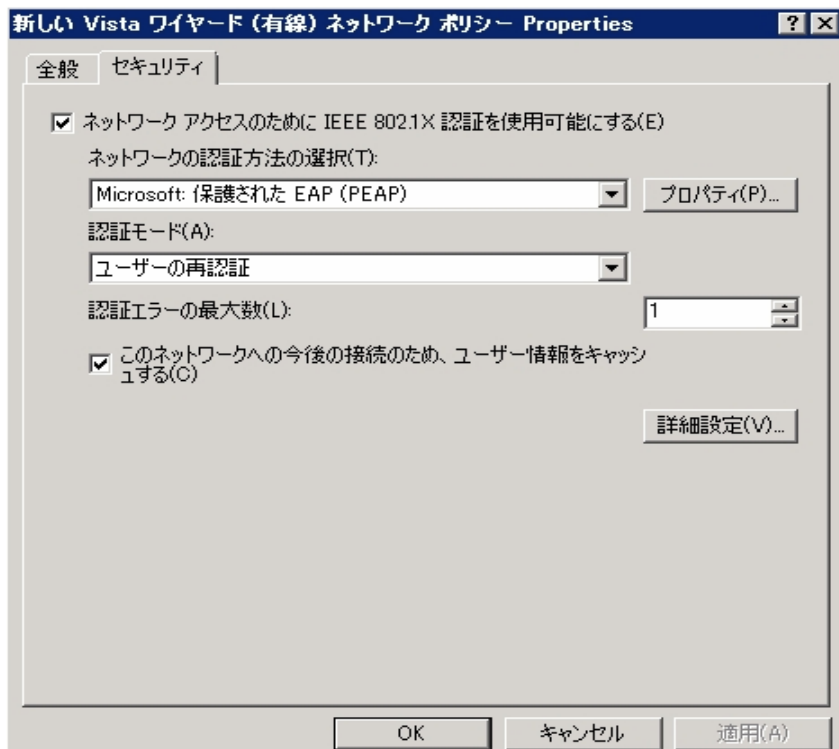 新しい Vista ワイヤード (有線) ネットワーク ポリシー Properties
全般
セキュリティ
ネットワーク アクセスのために IEEE 802.1X 認証を使用可能にする(E)
ネットワークの認証方法の選択(T):
Microsoft: 保護された EAP (PEAP)
プロパティ(P)...
認証モード(A):
ユーザーの再認証
認証エラーの最大数(L):
1
このネットワークへの今後の接続のため、ユーザー情報をキャッシ
ュする(C)
詳細設定(V)...
OK
キャンセル
適用(A)